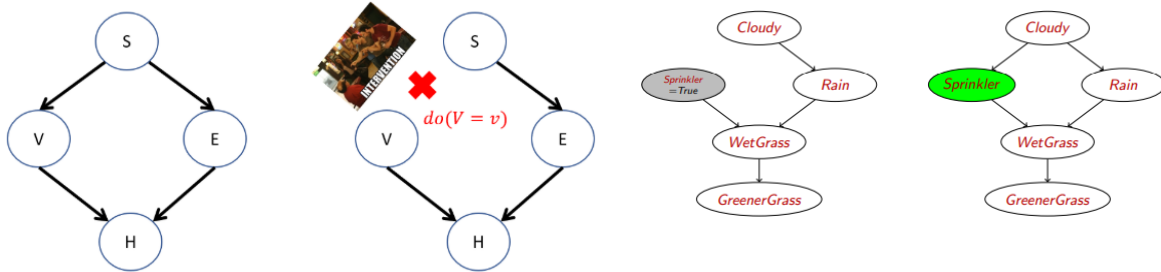 S
V
E
H
INTERVENTION
S
do(V = v)
V
E
H
Cloudy
Sprinkler
=True
Rain
WetGrass
GreenerGrass
Cloudy
Sprinkler
Rain
WetGrass
GreenerGrass